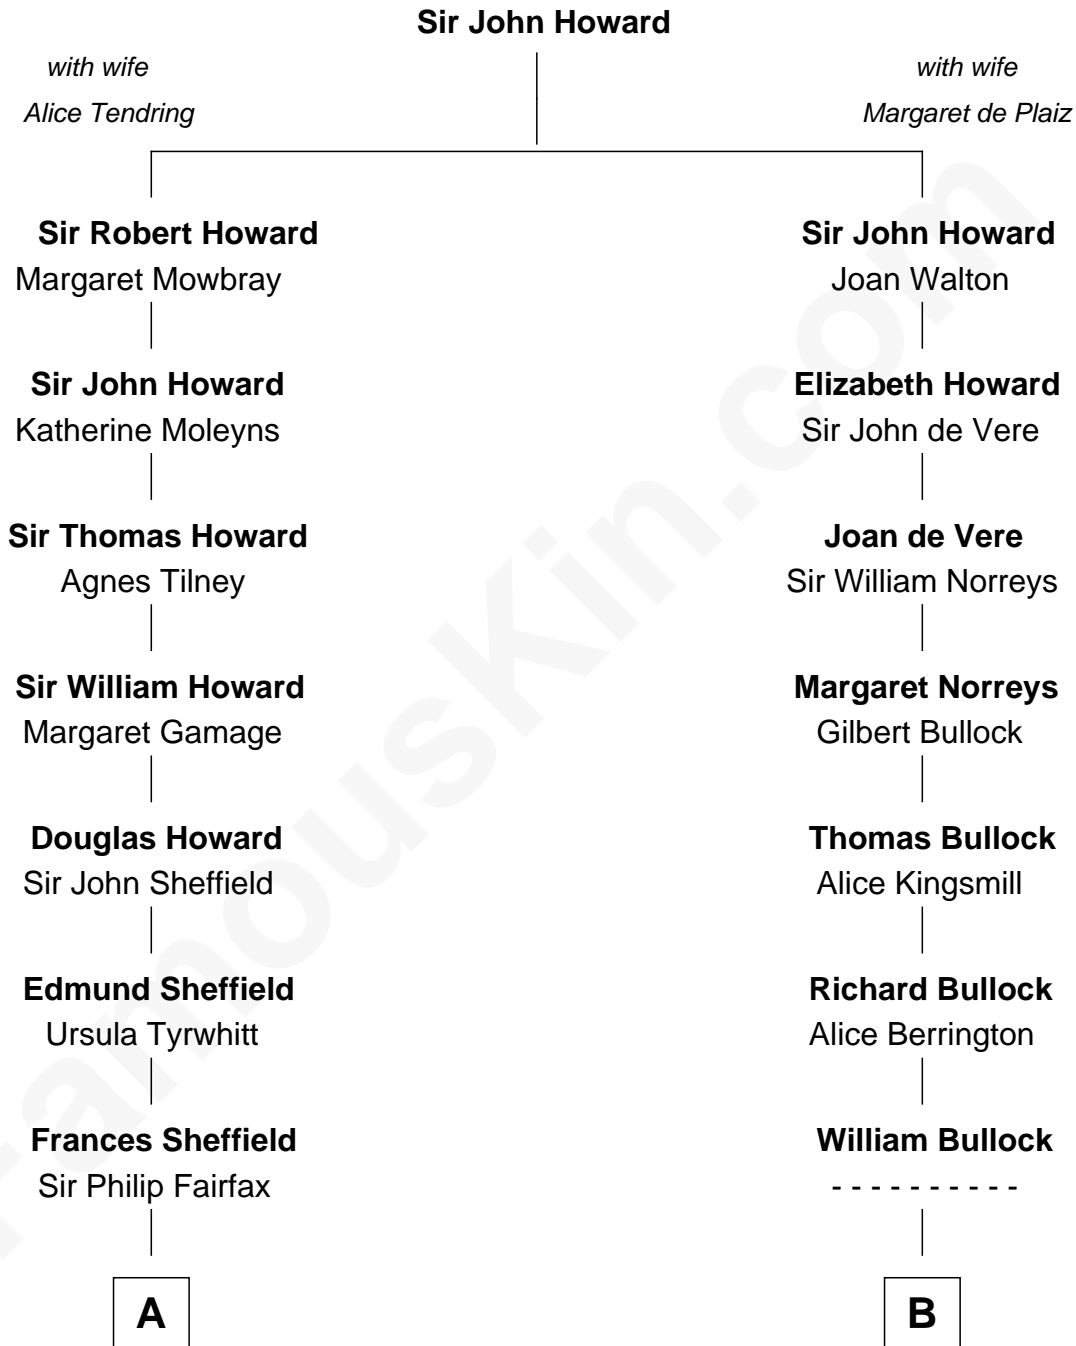 Sir John Howard
with wife
Alice Tendring
with wife
Margaret de Plaiz
Sir Robert Howard
Margaret Mowbray
Sir John Howard
Joan Walton
Sir John Howard
Katherine Moleyns
Elizabeth Howard
Sir John de Vere
Sir Thomas Howard
Agnes Tilney
Joan de Vere
Sir William Norreys
Sir William Howard
Margaret Gamage
Margaret Norreys
Gilbert Bullock
Douglas Howard
Sir John Sheffield
Thomas Bullock
Alice Kingsmill
Edmund Sheffield
Ursula Tyrwhitt
Richard Bullock
Alice Berrington
Frances Sheffield
Sir Philip Fairfax
William Bullock
- - - - - - - - - -
A
B
FamousKin.com